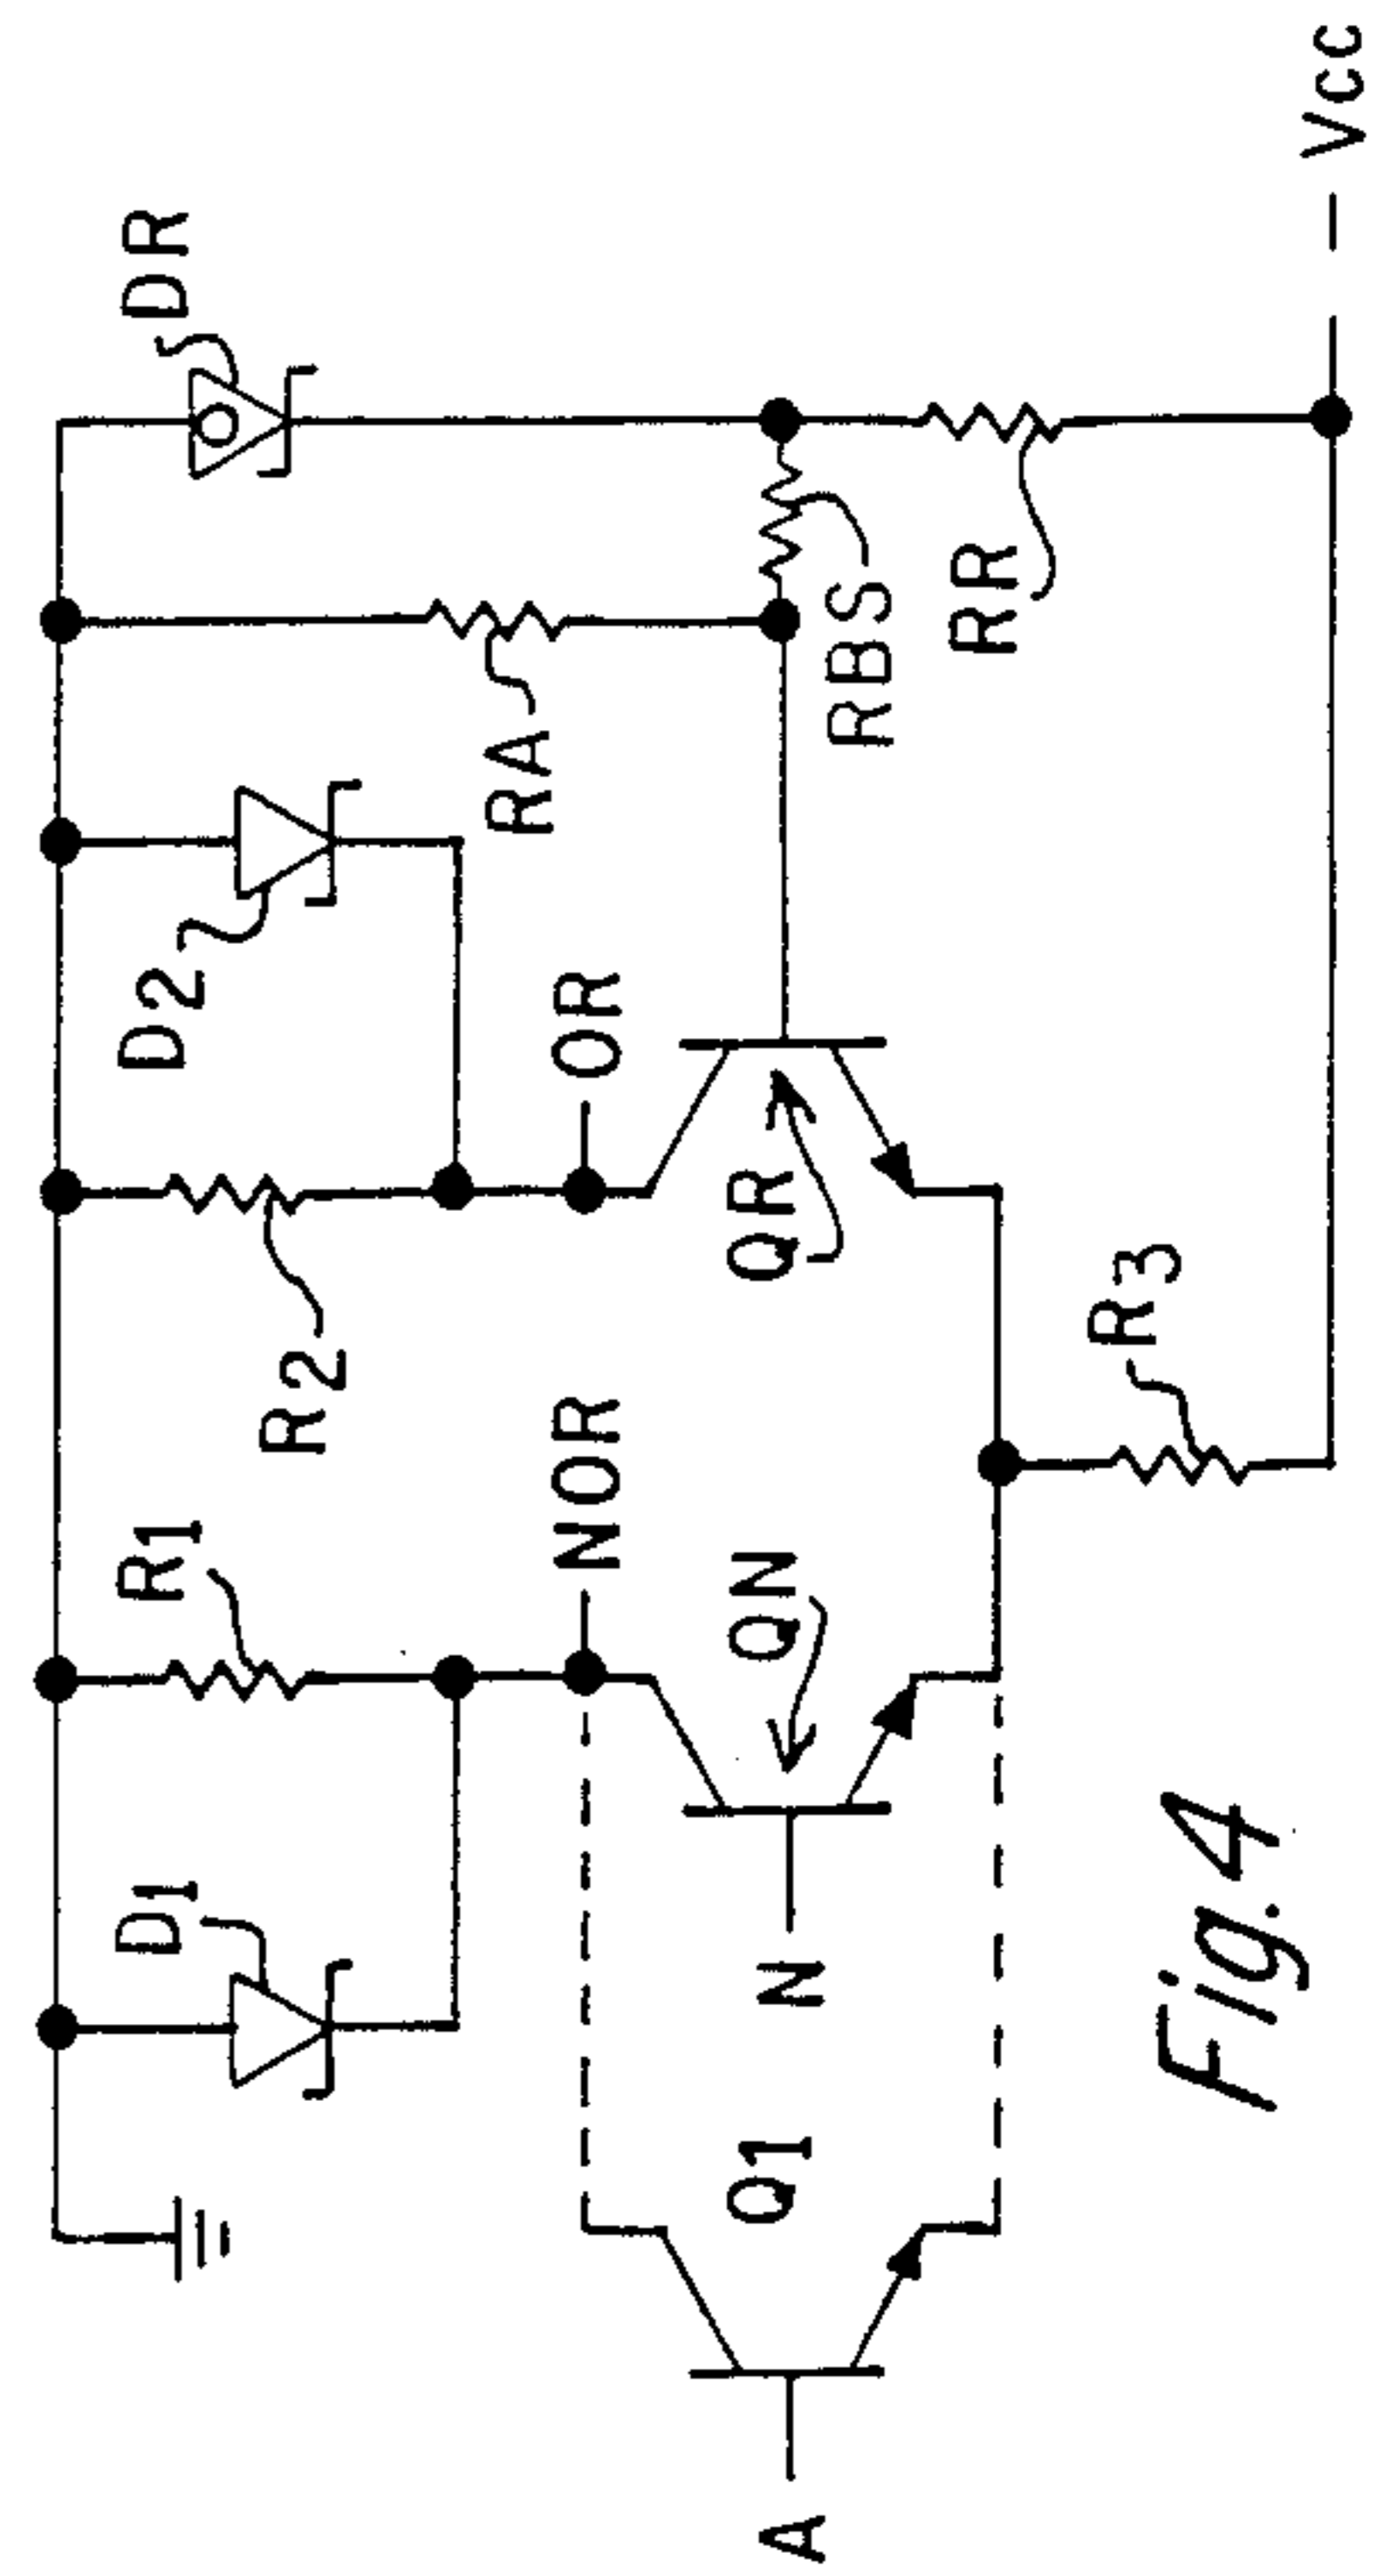 D1
R1
R2
D2
DR
RA
NOR
OR
RBS
RR
A
Q1
N
QN
QR
R3
Vcc
Fig. 4